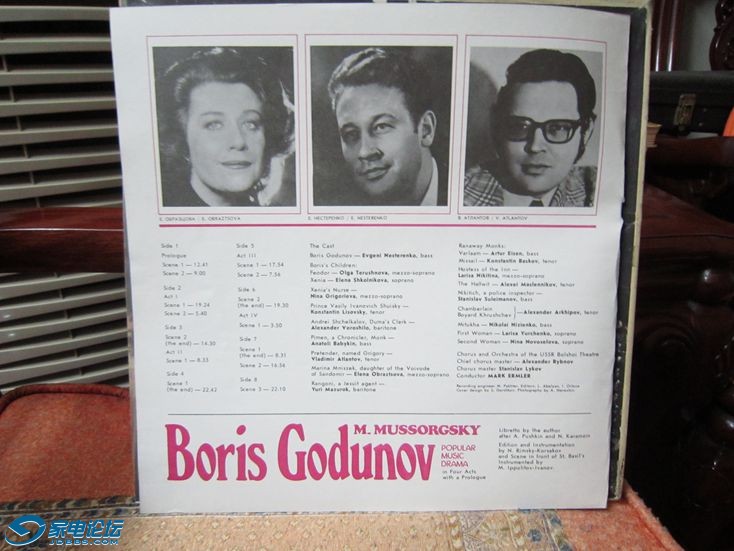 Е. ОБРАЗЦОВА / E. OBRAZTSOVA
Е. НЕСТЕРЕНКО / E. NESTERENKO
В. АТЛАНТОВ / V. ATLANTOV
Side 1
Prologue
Scene 1 — 12.41
Scene 2 — 9.00
Side 2
Act I
Scene 1 — 19.24
Scene 2 — 5.40
Side 3
Scene 2
(the end) — 14.30
Act II
Scene 1 — 8.33
Side 4
Scene 1
(the end) — 22.42
Side 5
Act III
Scene 1 — 17.54
Scene 2 — 7.56
Side 6
Scene 2
(the end) — 19.30
Act IV
Scene 1 — 3.50
Side 7
Scene 1
(the end) — 8.31
Scene 2 — 16.56
Side 8
Scene 3 — 22.10
The Cast
Boris Godunov — Evgeni Nesterenko, bass
Boris's Children:
Feodor — Olga Terushnova, mezzo-soprano
Xenia — Elena Shkolnikova, soprano
Xenia's Nurse —
Nina Grigorieva, mezzo-soprano
Prince Vasily Ivanovich Shuisky —
Konstantin Lisovsky, tenor
Andrei Shchelkalov, Duma's Clerk —
Alexander Voroshilo, baritone
Pimen, a Chronicler, Monk —
Anatoli Babykin, bass
Pretender, named Grigory —
Vladimir Atlantov, tenor
Marina Mniszek, daughter of the Voivode
of Sandomir — Elena Obraztsova, mezzo-soprano
Rangoni, a Jesuit agent —
Yuri Mazurok, baritone
Runaway Monks:
Varlaam — Artur Eizen, bass
Missail — Konstantin Baskov, tenor
Hostess of the Inn —
Larisa Nikitina, mezzo-soprano
The Halfwit — Alexei Maslennikov, tenor
Nikitich, a police inspector —
Stanislav Suleimanov, bass
Chamberlain
Boyard Khrushchev
Alexander Arkhipov, tenor
Mitukha — Nikolai Nizienko, bass
First Woman — Larisa Yurchenko, soprano
Second Woman — Nina Novoselova, soprano
Chorus and Orchestra of the USSR Bolshoi Theatre
Chief chorus master — Alexander Rybnov
Chorus master Stanislav Lykov
Conductor MARK ERMLER
M. MUSSORGSKY
Boris Godunov
POPULAR
MUSIC
DRAMA
in Four Acts
with a Prologue
Libretto by the author
after A. Pushkin and N. Karamzin
Edition and Instrumentation
by N. Rimsky-Korsakov
and Scene in front of St. Basil's
Instrumented by
M. Ippolitov-Ivanov.
家电论坛
JDBBS.COM